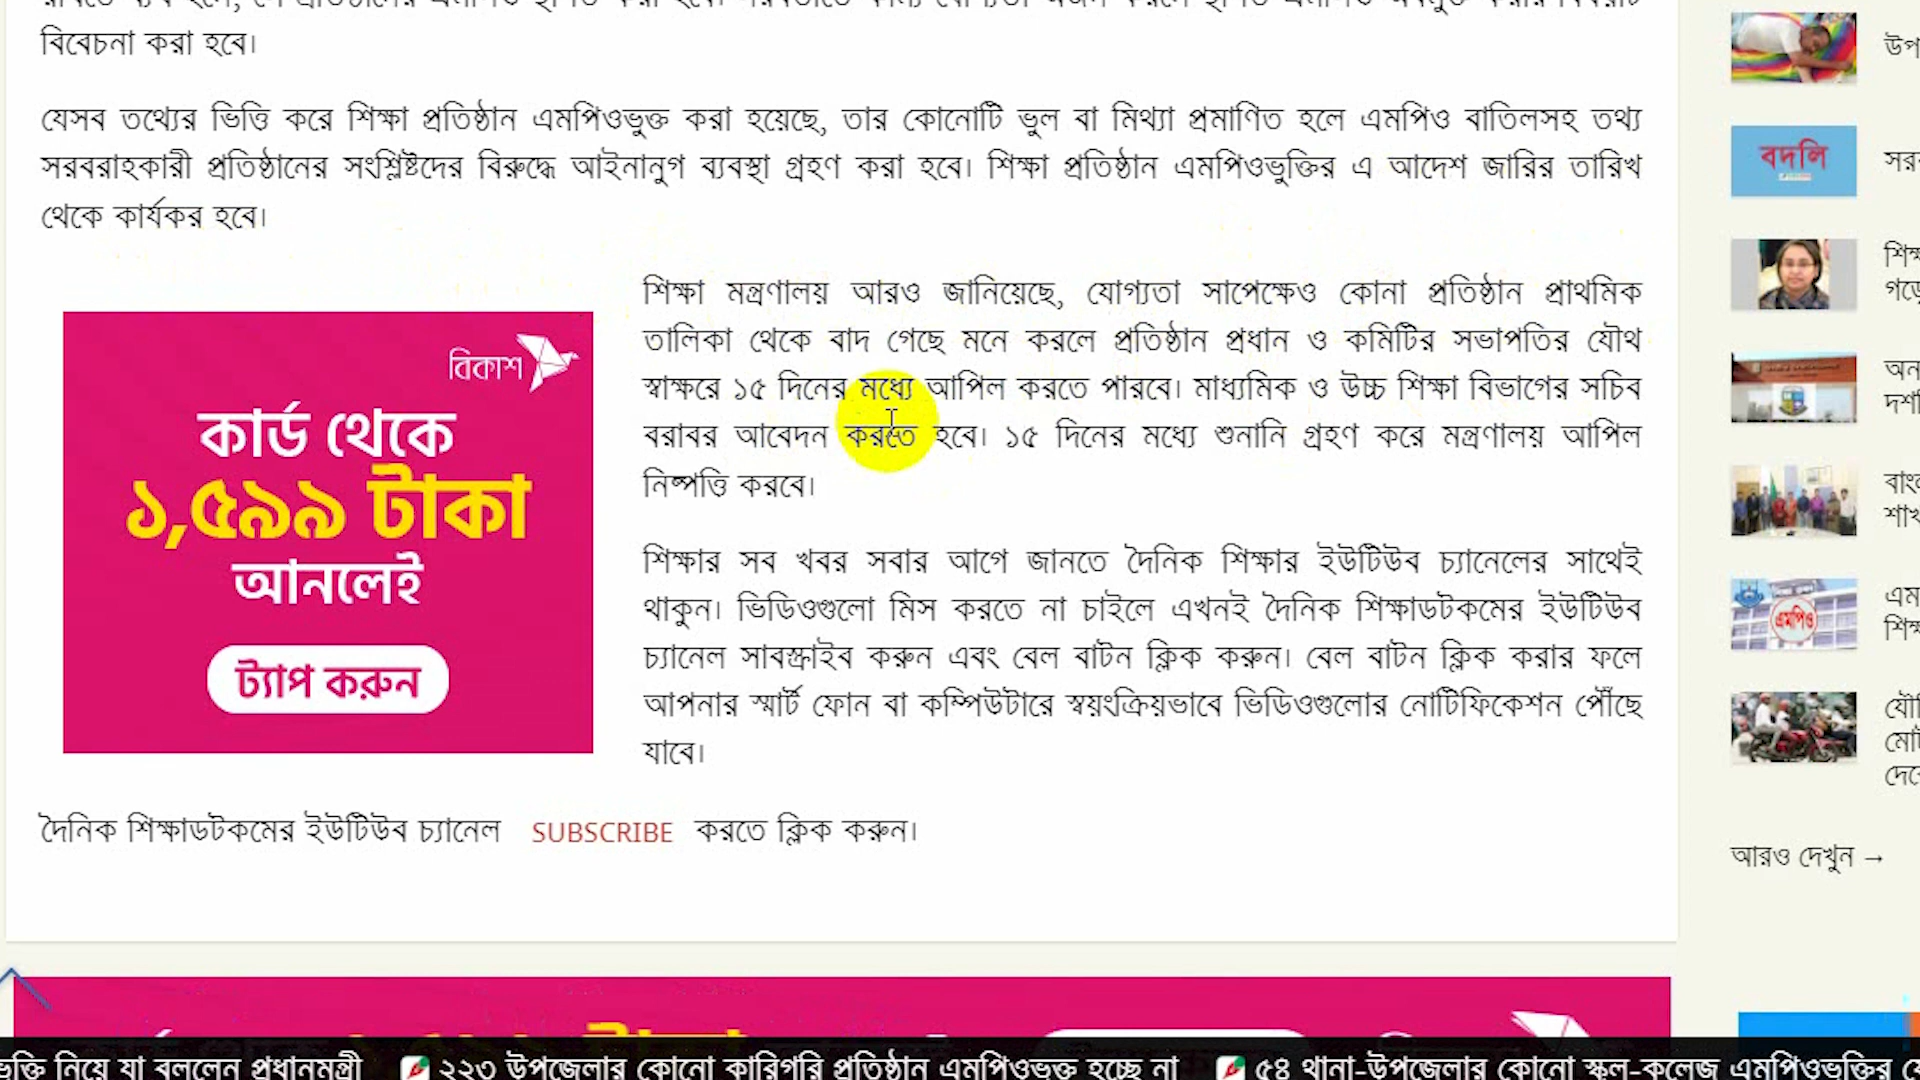 বিবেচনা করা হবে।
যেসব তথ্যের ভিত্তি করে শিক্ষা প্রতিষ্ঠান এমপিওভুক্ত করা হয়েছে, তার কোনোটি ভুল বা মিথ্যা প্রমাণিত হলে এমপিও বাতিলসহ তথ্য
সরবরাহকারী প্রতিষ্ঠানের সংশ্লিষ্টদের বিরুদ্ধে আইনানুগ ব্যবস্থা গ্রহণ করা হবে। শিক্ষা প্রতিষ্ঠান এমপিওভুক্তির এ আদেশ জারির তারিখ
থেকে কার্যকর হবে।
শিক্ষা মন্ত্রণালয় আরও জানিয়েছে, যোগ্যতা সাপেক্ষেও কোনা প্রতিষ্ঠান প্রাথমিক
তালিকা থেকে বাদ গেছে মনে করলে প্রতিষ্ঠান প্রধান ও কমিটির সভাপতির যৌথ
স্বাক্ষরে ১৫ দিনের মধ্যে আপিল করতে পারবে। মাধ্যমিক ও উচ্চ শিক্ষা বিভাগের সচিব
বরাবর আবেদন করতে হবে। ১৫ দিনের মধ্যে শুনানি গ্রহণ করে মন্ত্রণালয় আপিল
নিষ্পত্তি করবে।
বিকাশ
কার্ড থেকে
১,৫৯৯ টাকা
আনলেই
ট্যাপ করুন
শিক্ষার সব খবর সবার আগে জানতে দৈনিক শিক্ষার ইউটিউব চ্যানেলের সাথেই
থাকুন। ভিডিওগুলো মিস করতে না চাইলে এখনই দৈনিক শিক্ষাডটকমের ইউটিউব
চ্যানেল সাবস্ক্রাইব করুন এবং বেল বাটন ক্লিক করুন। বেল বাটন ক্লিক করার ফলে
আপনার স্মার্ট ফোন বা কম্পিউটারে স্বয়ংক্রিয়ভাবে ভিডিওগুলোর নোটিফিকেশন পৌঁছে
যাবে।
দৈনিক শিক্ষাডটকমের ইউটিউব চ্যানেল SUBSCRIBE করতে ক্লিক করুন।
বদলি
এমপিও
আরও দেখুন →
নিয়ে যা বললেন প্রধানমন্ত্রী ২২৩ উপজেলার কোনো কারিগরি প্রতিষ্ঠান এমপিওভুক্ত হচ্ছে না ৫৪ থানা-উপজেলার কোনো স্কুল-কলেজ এমপিওভুক্তির